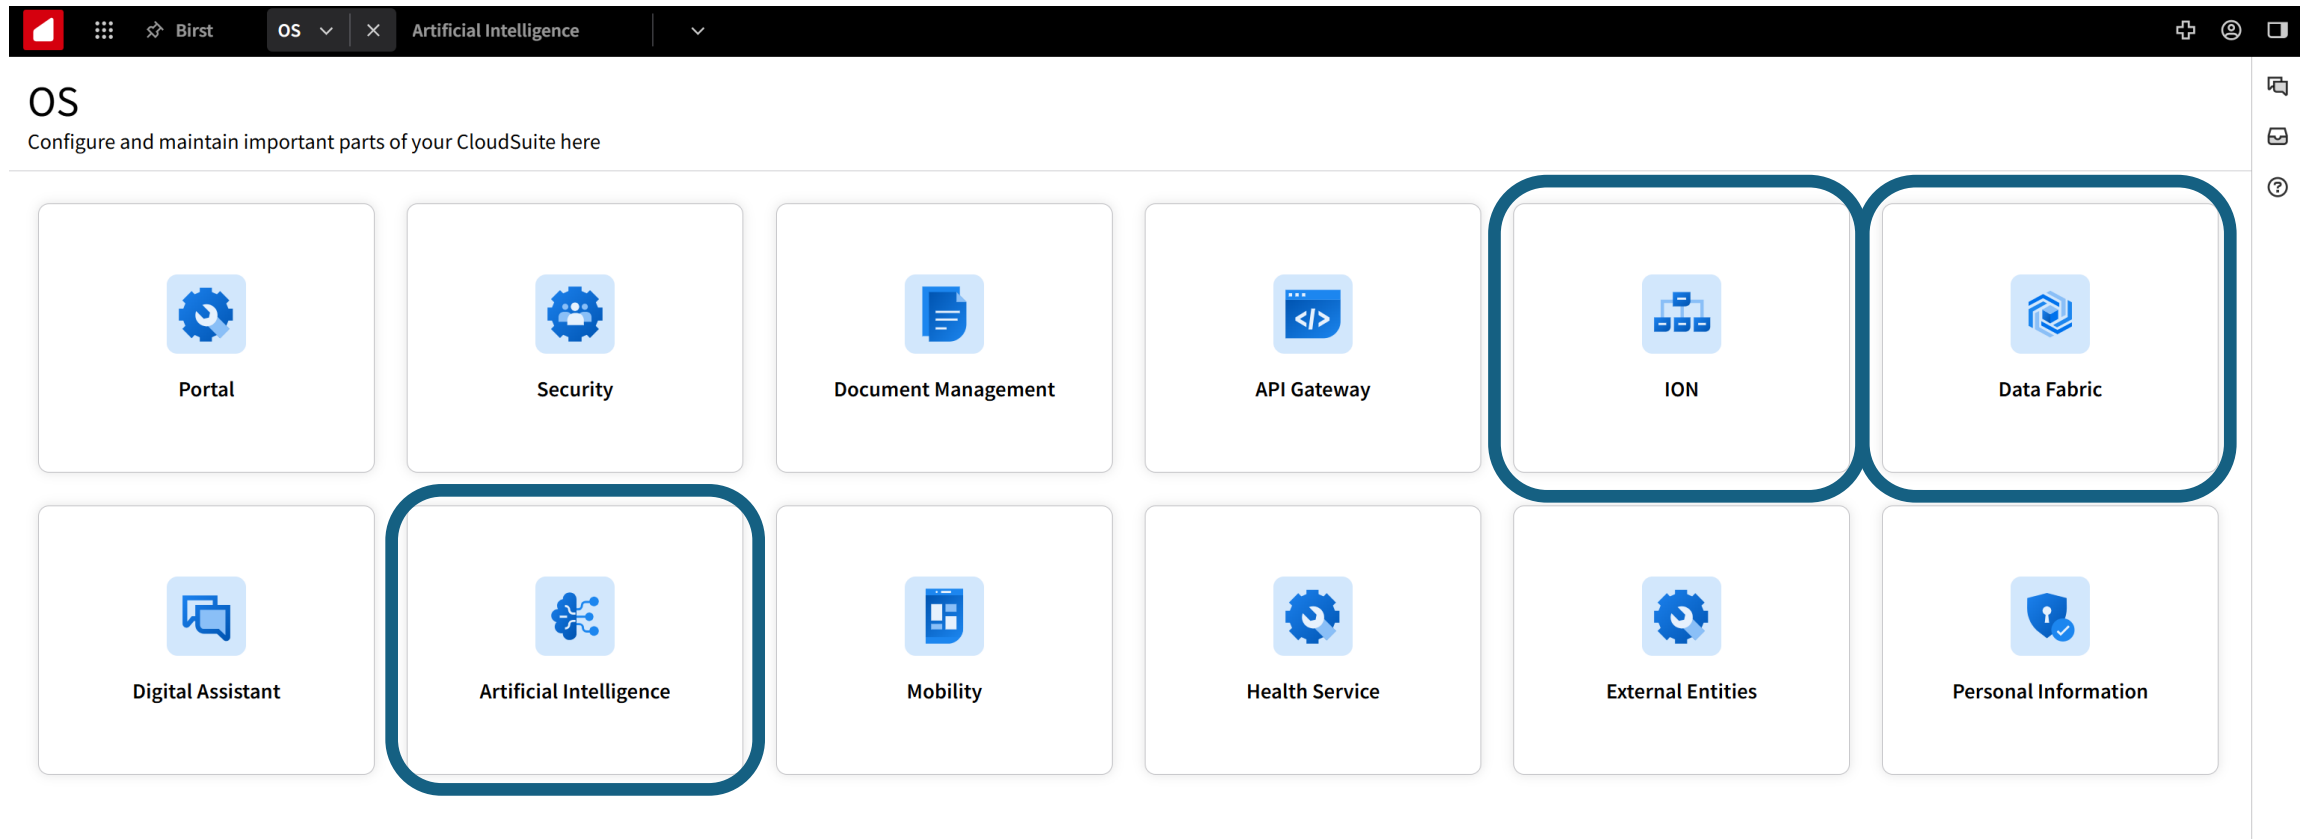 Birst OS Artificial Intelligence
OS
Configure and maintain important parts of your CloudSuite here
Portal Security Document Management API Gateway ION Data Fabric
Digital Assistant Artificial Intelligence Mobility Health Service External Entities Personal Information